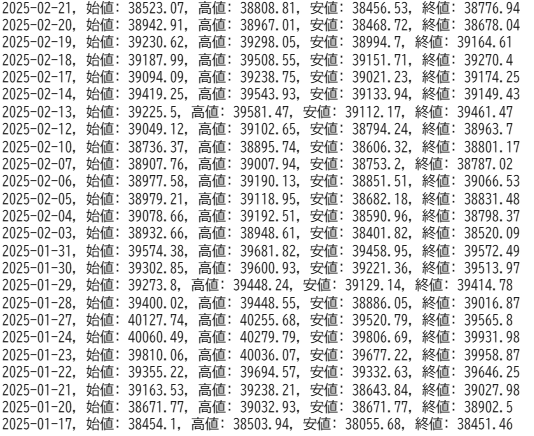 2025-02-21, 始値: 38523.07, 高値: 38808.81, 安値: 38456.53, 終値: 38776.94
2025-02-20, 始値: 38942.91, 高値: 38967.01, 安値: 38468.72, 終値: 38678.04
2025-02-19, 始値: 39230.62, 高値: 39298.05, 安値: 38994.7, 終値: 39164.61
2025-02-18, 始値: 39187.99, 高値: 39508.55, 安値: 39151.71, 終値: 39270.4
2025-02-17, 始値: 39094.09, 高値: 39238.75, 安値: 39021.23, 終値: 39174.25
2025-02-14, 始値: 39419.25, 高値: 39543.93, 安値: 39133.94, 終値: 39149.43
2025-02-13, 始値: 39225.5, 高値: 39581.47, 安値: 39112.17, 終値: 39461.47
2025-02-12, 始値: 39049.12, 高値: 39102.65, 安値: 38794.24, 終値: 38963.7
2025-02-10, 始値: 38736.37, 高値: 38895.74, 安値: 38606.32, 終値: 38801.17
2025-02-07, 始値: 38907.76, 高値: 39007.94, 安値: 38753.2, 終値: 38787.02
2025-02-06, 始値: 38977.58, 高値: 39190.13, 安値: 38851.51, 終値: 39066.53
2025-02-05, 始値: 38979.21, 高値: 39118.95, 安値: 38682.18, 終値: 38831.48
2025-02-04, 始値: 39078.66, 高値: 39192.51, 安値: 38590.96, 終値: 38798.37
2025-02-03, 始値: 38932.66, 高値: 38948.61, 安値: 38401.82, 終値: 38520.09
2025-01-31, 始値: 39574.38, 高値: 39681.82, 安値: 39458.95, 終値: 39572.49
2025-01-30, 始値: 39302.85, 高値: 39600.93, 安値: 39221.36, 終値: 39513.97
2025-01-29, 始値: 39273.8, 高値: 39448.24, 安値: 39129.14, 終値: 39414.78
2025-01-28, 始値: 39400.02, 高値: 39448.55, 安値: 38886.05, 終値: 39016.87
2025-01-27, 始値: 40127.74, 高値: 40255.68, 安値: 39520.79, 終値: 39565.8
2025-01-24, 始値: 40060.49, 高値: 40279.79, 安値: 39806.69, 終値: 39931.98
2025-01-23, 始値: 39810.06, 高値: 40036.07, 安値: 39677.22, 終値: 39958.87
2025-01-22, 始値: 39355.22, 高値: 39694.57, 安値: 39332.63, 終値: 39646.25
2025-01-21, 始値: 39163.53, 高値: 39238.21, 安値: 38643.84, 終値: 39027.98
2025-01-20, 始値: 38671.77, 高値: 39032.93, 安値: 38671.77, 終値: 38902.5
2025-01-17, 始値: 38454.1, 高値: 38503.94, 安値: 38055.68, 終値: 38451.46